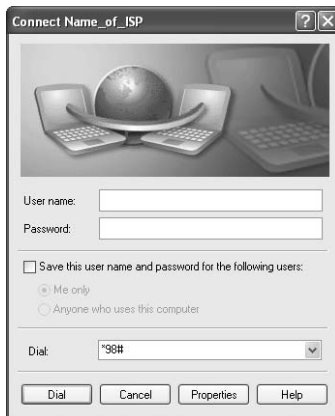 Connect Name_of_ISP
User name:
Password:
Save this user name and password for the following users:
Me only
Anyone who uses this computer
Dial: *98#
Dial Cancel Properties Help